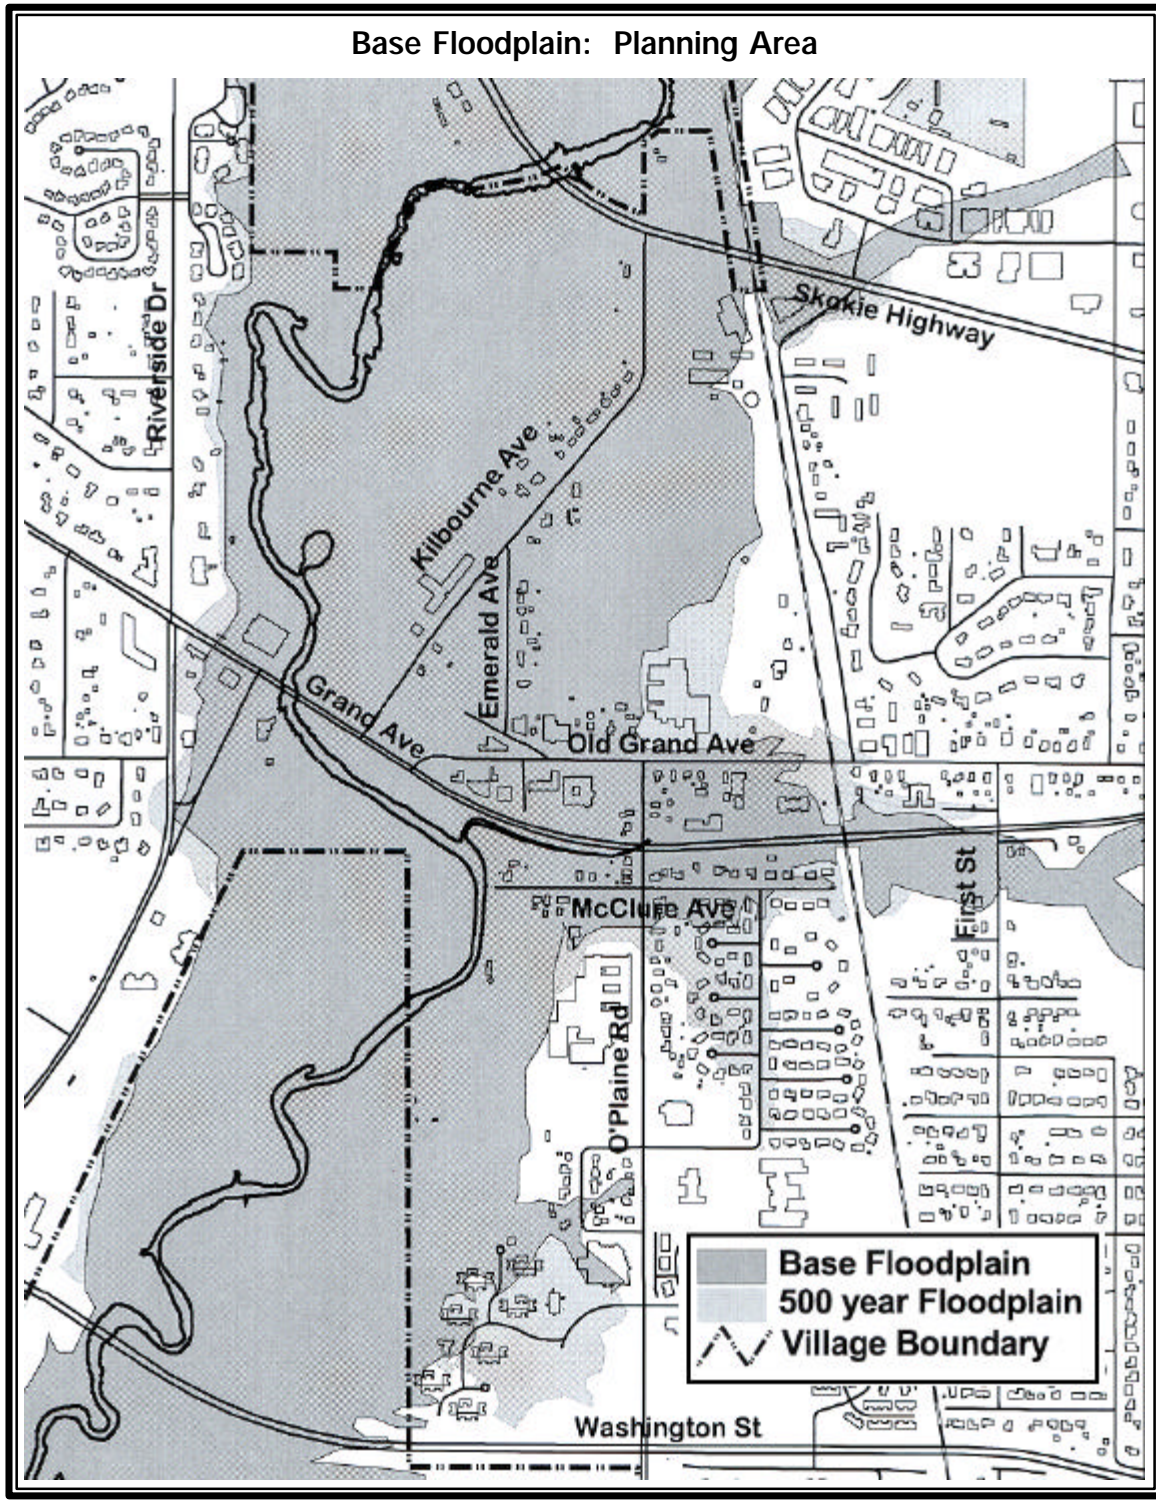 Base Floodplain: Planning Area
Skokie Highway
Riverside Dr
Kilbourne Ave
Emerald Ave
Grand Ave
Old Grand Ave
McClure Ave
First St
O'Plaine Rd
Base Floodplain
500 year Floodplain
Village Boundary
Washington St